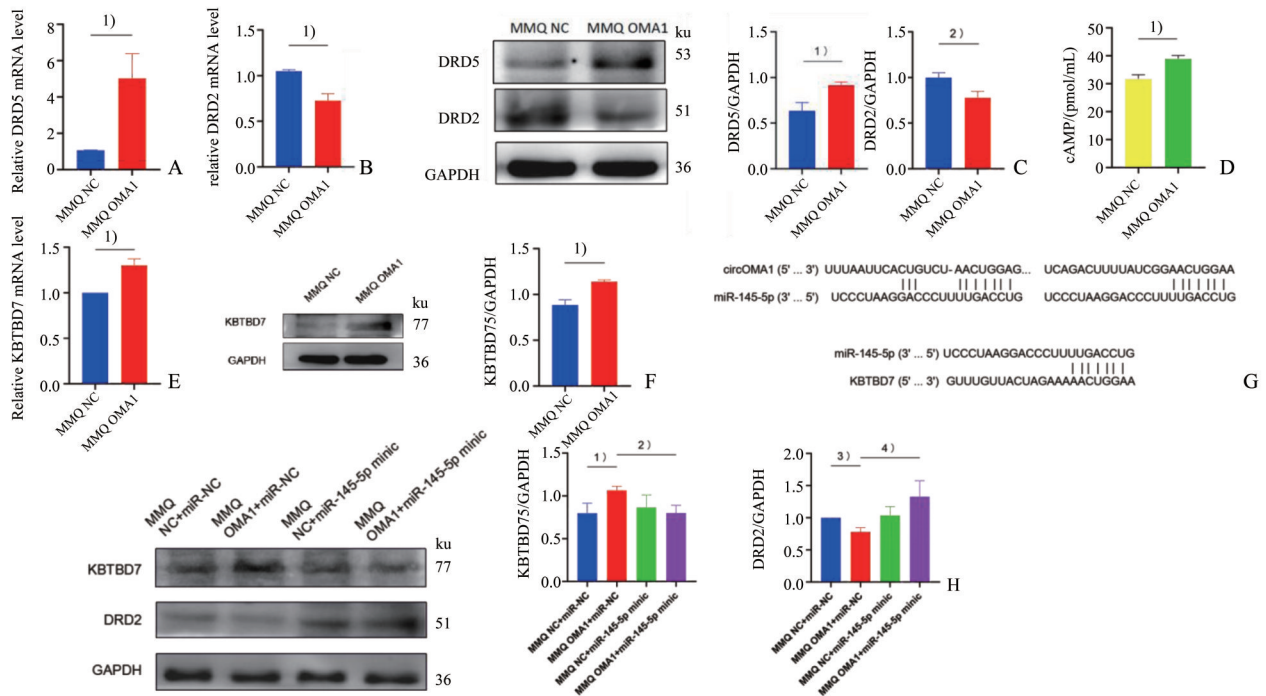 Relative DRD5 mRNA level
8
6
4
2
0
1)
MMQ NC
MMQ OMA1
A
relative DRD2 mRNA level
1.5
1.0
0.5
0.0
1)
MMQ NC
MMQ OMA1
B
MMQ NC MMQ OMA1
ku
DRD5 53
DRD2 51
GAPDH 36
DRD5/GAPDH
1.5
1.0
0.5
0.0
1)
MMQ NC
MMQ OMA1
DRD2/GAPDH
1.5
1.0
0.5
0.0
2)
MMQ NC
MMQ OMA1
C
cAMP/(pmol/mL)
50
40
30
20
10
0
1)
MMQ NC
MMQ OMA1
D
Relative KBTBD7 mRNA level
1.5
1.0
0.5
0.0
1)
MMQ NC
MMQ OMA1
E
MMQ NC
MMQ OMA1
ku
KBTBD7 77
GAPDH 36
KBTBD75/GAPDH
1.5
1.0
0.5
0.0
1)
MMQ NC
MMQ OMA1
F
circOMA1 (5' ... 3') UUUAAUUCACUGUCU- AACUGGAG... UCAGACUUUUAUCGGAACUGGAA
miR-145-5p (3' ... 5') UCCCUAAGGACCCUUUUGACCUG UCCCUAAGGACCCUUUUGACCUG
miR-145-5p (3' ... 5') UCCCUAAGGACCCUUUUGACCUG
KBTBD7 (5' ... 3') GUUUGUUACUAGAAAAACUGGAA
G
MMQ
NC+miR-NC
MMQ
OMA1+miR-NC
MMQ
NC+miR-145-5p minic
MMQ
OMA1+miR-145-5p minic
ku
KBTBD7 77
DRD2 51
GAPDH 36
KBTBD75/GAPDH
1.5
1.0
0.5
0.0
1)
2)
MMQ NC+miR-NC
MMQ OMA1+miR-NC
MMQ NC+miR-145-5p minic
MMQ OMA1+miR-145-5p minic
DRD2/GAPDH
2.0
1.5
1.0
0.5
0.0
3)
4)
MMQ NC+miR-NC
MMQ OMA1+miR-NC
MMQ NC+miR-145-5p minic
MMQ OMA1+miR-145-5p minic
H